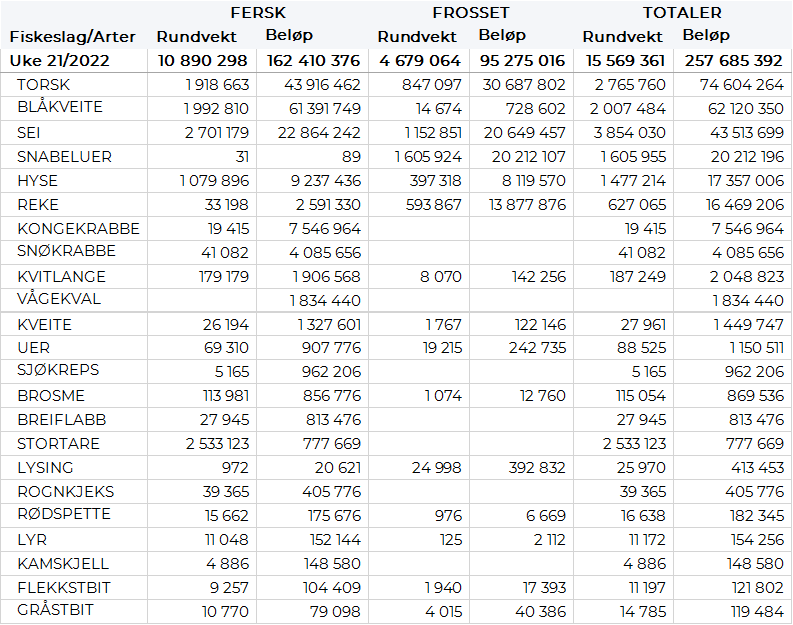 FERSK FROSSET TOTALER
Fiskeslag/Arter Rundvekt Beløp Rundvekt Beløp Rundvekt Beløp
Uke 21/2022 10 890 298 162 410 376 4 679 064 95 275 016 15 569 361 257 685 392
TORSK 1 918 663 43 916 462 847 097 30 687 802 2 765 760 74 604 264
BLÅKVEITE 1 992 810 61 391 749 14 674 728 602 2 007 484 62 120 350
SEI 2 701 179 22 864 242 1 152 851 20 649 457 3 854 030 43 513 699
SNABELUER 31 89 1 605 924 20 212 107 1 605 955 20 212 196
HYSE 1 079 896 9 237 436 397 318 8 119 570 1 477 214 17 357 006
REKE 33 198 2 591 330 593 867 13 877 876 627 065 16 469 206
KONGEKRABBE 19 415 7 546 964 19 415 7 546 964
SNØKRABBE 41 082 4 085 656 41 082 4 085 656
KVITLANGE 179 179 1 906 568 8 070 142 256 187 249 2 048 823
VÅGEKVAL 1 834 440 1 834 440
KVEITE 26 194 1 327 601 1 767 122 146 27 961 1 449 747
UER 69 310 907 776 19 215 242 735 88 525 1 150 511
SJØKREPS 5 165 962 206 5 165 962 206
BROSME 113 981 856 776 1 074 12 760 115 054 869 536
BREIFLABB 27 945 813 476 27 945 813 476
STORTARE 2 533 123 777 669 2 533 123 777 669
LYSING 972 20 621 24 998 392 832 25 970 413 453
ROGNKJEKS 39 365 405 776 39 365 405 776
RØDSPETTE 15 662 175 676 976 6 669 16 638 182 345
LYR 11 048 152 144 125 2 112 11 172 154 256
KAMSKJELL 4 886 148 580 4 886 148 580
FLEKKSTBIT 9 257 104 409 1 940 17 393 11 197 121 802
GRÅSTBIT 10 770 79 098 4 015 40 386 14 785 119 484